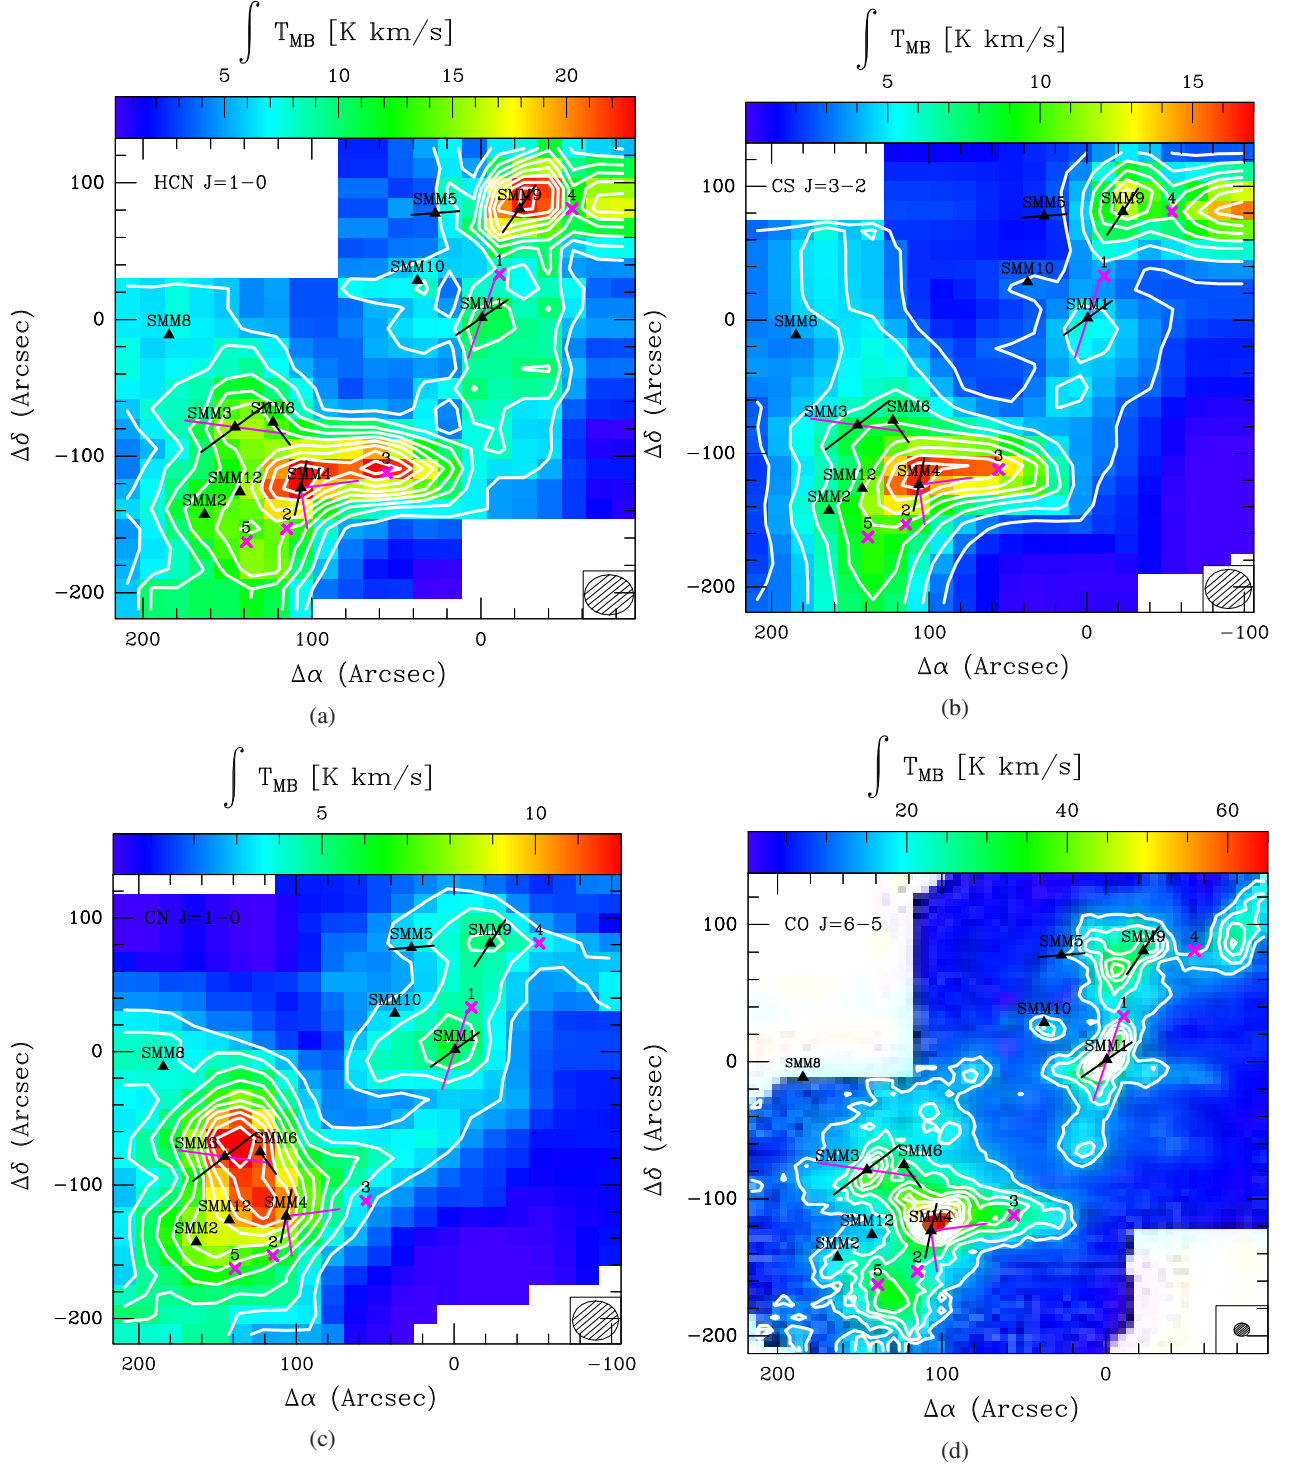 ∫ T_MB [K km/s]
5 10 15 20
HCN J=1−0
100
0
−100
−200
Δδ (Arcsec)
SMM5
SMM9
4
1
SMM10
SMM1
SMM8
SMM3
SMM6
3
SMM4
SMM12
SMM2
2
5
200 100 0
Δα (Arcsec)
(a)
∫ T_MB [K km/s]
5 10 15
CS J=3−2
100
0
−100
−200
Δδ (Arcsec)
SMM5
SMM9
4
1
SMM10
SMM1
SMM8
SMM3
SMM6
3
SMM4
SMM12
SMM2
2
5
200 100 0 −100
Δα (Arcsec)
(b)
∫ T_MB [K km/s]
5 10
CN J=1−0
100
0
−100
−200
Δδ (Arcsec)
SMM5
SMM9
4
1
SMM10
SMM1
SMM8
SMM3
SMM6
3
SMM4
SMM12
SMM2
2
5
200 100 0 −100
Δα (Arcsec)
(c)
∫ T_MB [K km/s]
20 40 60
CO J=6−5
100
0
−100
−200
Δδ (Arcsec)
SMM5
SMM9
4
1
SMM10
SMM1
SMM8
SMM3
SMM6
3
SMM4
SMM12
SMM2
2
5
200 100 0
Δα (Arcsec)
(d)